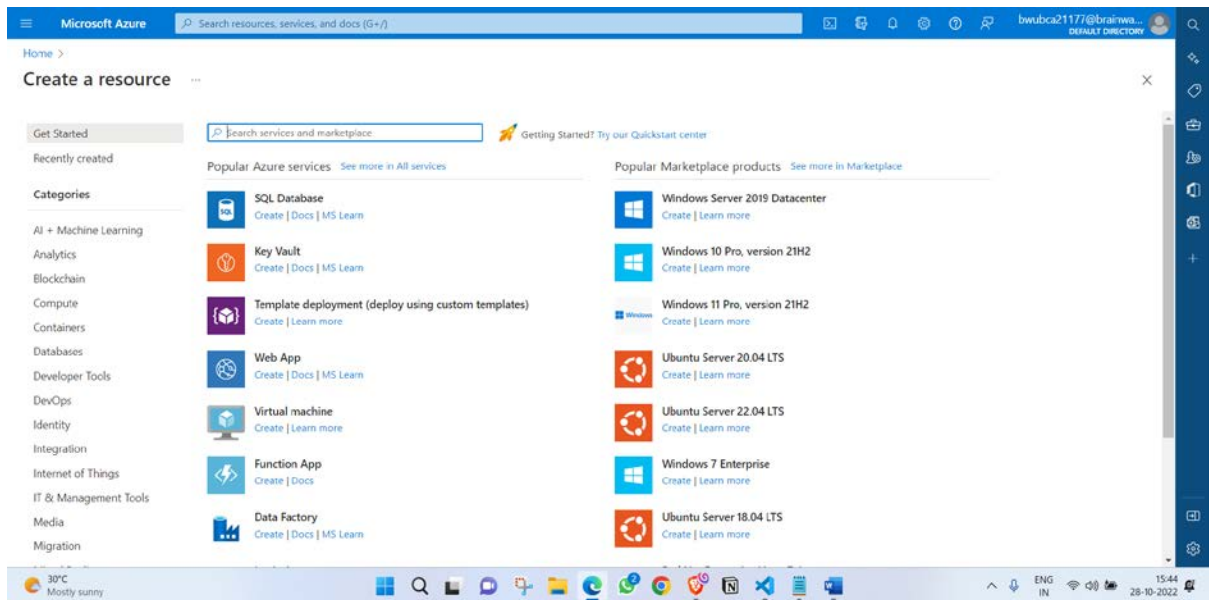 Microsoft Azure
Search resources, services, and docs (G+/)
bwubca21177@brainwa...
DEFAULT DIRECTORY
Home >
Create a resource ...
Get Started
Recently created
Categories
AI + Machine Learning
Analytics
Blockchain
Compute
Containers
Databases
Developer Tools
DevOps
Identity
Integration
Internet of Things
IT & Management Tools
Media
Migration
Search services and marketplace
Getting Started? Try our Quickstart center
Popular Azure services See more in All services
SQL
SQL Database
Create | Docs | MS Learn
Key Vault
Create | Docs | MS Learn
Template deployment (deploy using custom templates)
Create | Learn more
Web App
Create | Docs | MS Learn
Virtual machine
Create | Learn more
Function App
Create | Docs
Data Factory
Create | Docs | MS Learn
Popular Marketplace products See more in Marketplace
Windows Server 2019 Datacenter
Create | Learn more
Windows 10 Pro, version 21H2
Create | Learn more
Windows
Windows 11 Pro, version 21H2
Create | Learn more
Ubuntu Server 20.04 LTS
Create | Learn more
Ubuntu Server 22.04 LTS
Create | Learn more
Windows 7 Enterprise
Create | Learn more
Ubuntu Server 18.04 LTS
Create | Learn more
30°C
Mostly sunny
2
9
ENG
IN
15:44
28-10-2022